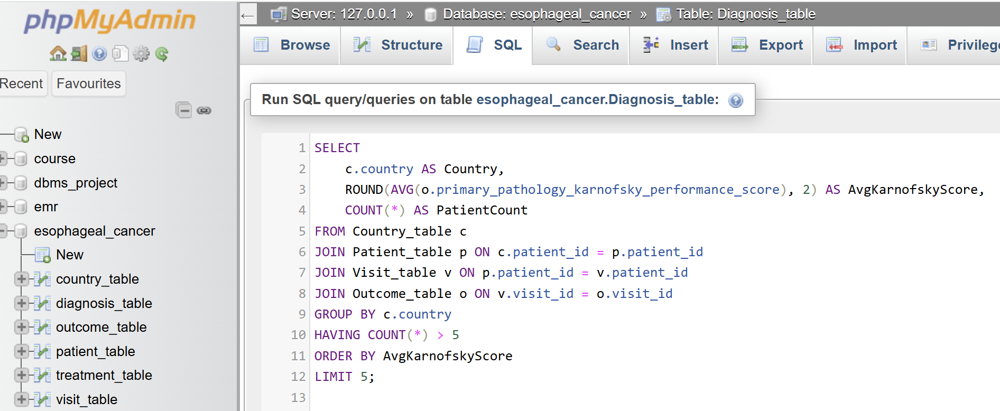 phpMyAdmin
Recent Favourites
New
course
dbms_project
emr
esophageal_cancer
New
country_table
diagnosis_table
outcome_table
patient_table
treatment_table
visit_table
← Server: 127.0.0.1 » Database: esophageal_cancer » Table: Diagnosis_table
Browse Structure SQL Search Insert Export Import Privileg
Run SQL query/queries on table esophageal_cancer.Diagnosis_table:
1 SELECT
2     c.country AS Country,
3     ROUND(AVG(o.primary_pathology_karnofsky_performance_score), 2) AS AvgKarnofskyScore,
4     COUNT(*) AS PatientCount
5 FROM Country_table c
6 JOIN Patient_table p ON c.patient_id = p.patient_id
7 JOIN Visit_table v ON p.patient_id = v.patient_id
8 JOIN Outcome_table o ON v.visit_id = o.visit_id
9 GROUP BY c.country
10 HAVING COUNT(*) > 5
11 ORDER BY AvgKarnofskyScore
12 LIMIT 5;
13